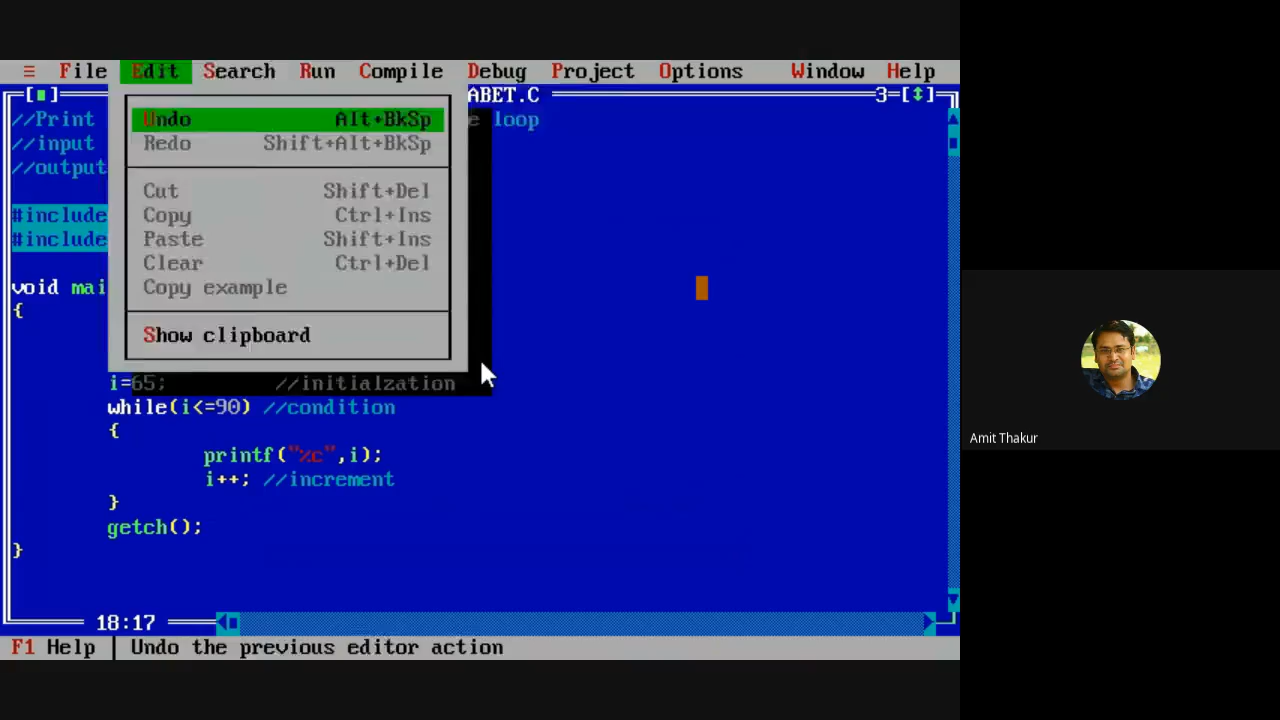 ≡ File Edit Search Run Compile Debug Project Options Window Help
[■] ABET.C 3=[↕]
//Print e loop
//input
//output
#include
#include
void mai
{
Undo Alt+BkSp
Redo Shift+Alt+BkSp
Cut Shift+Del
Copy Ctrl+Ins
Paste Shift+Ins
Clear Ctrl+Del
Copy example
Show clipboard
i=65; //initialzation
while(i<=90) //condition
{
printf("%c",i);
i++; //increment
}
getch();
}
18:17
F1 Help | Undo the previous editor action
Amit Thakur